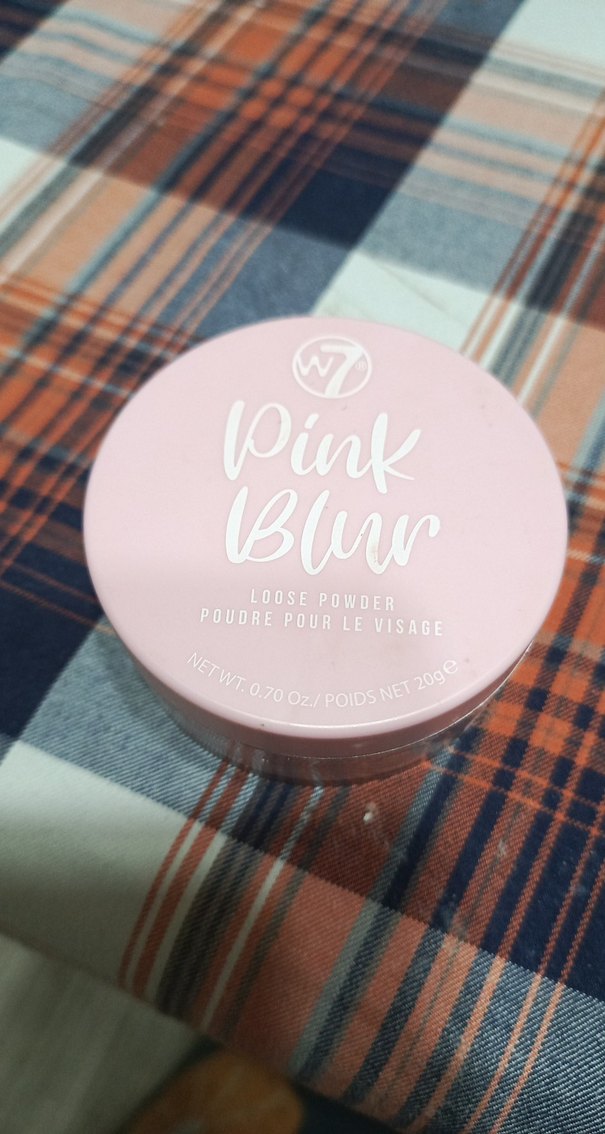 W7®
Pink
Blur
LOOSE POWDER
POUDRE POUR LE VISAGE
NET WT. 0.70 Oz./ POIDS NET 20g℮